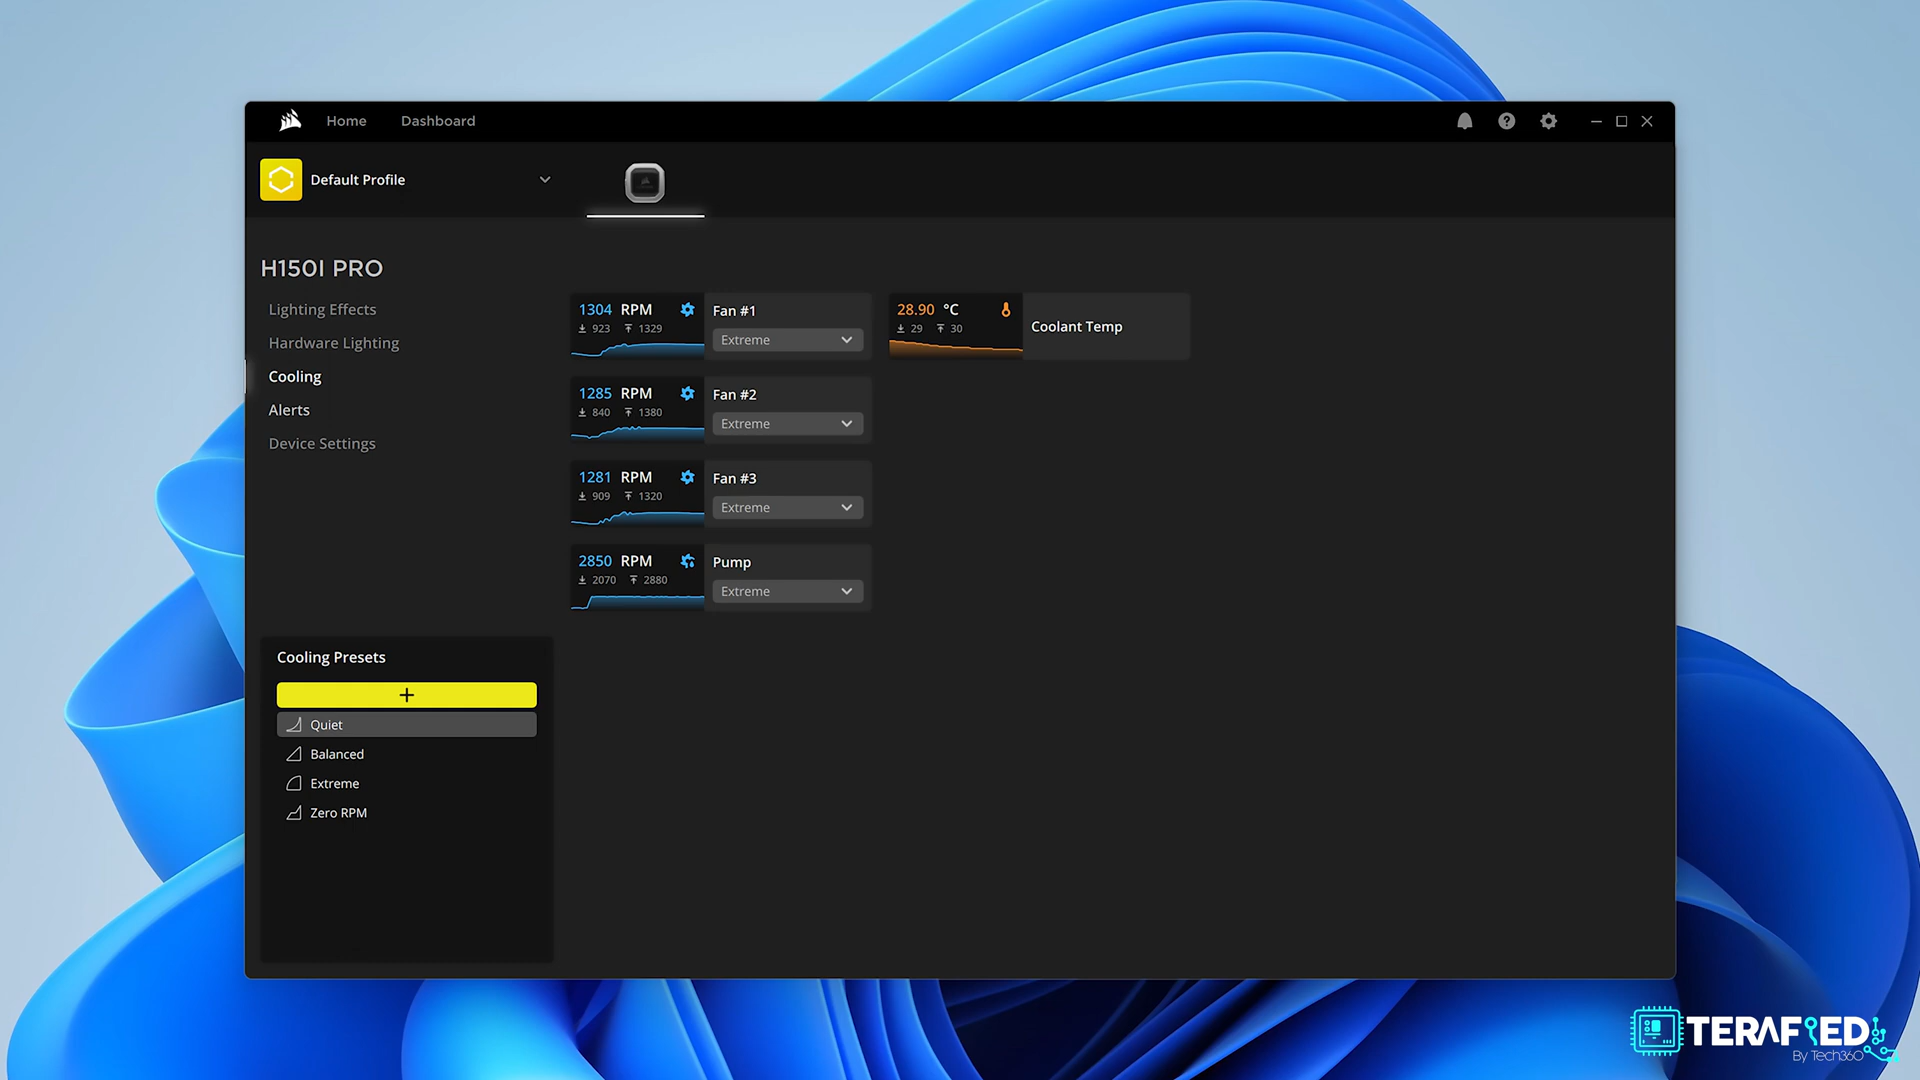 Home Dashboard
Default Profile
H150I PRO
Lighting Effects
Hardware Lighting
Cooling
Alerts
Device Settings
1304 RPM
923 1329
Fan #1
Extreme
28.90 °C
29 30
Coolant Temp
1285 RPM
840 1380
Fan #2
Extreme
1281 RPM
909 1320
Fan #3
Extreme
2850 RPM
2070 2880
Pump
Extreme
Cooling Presets
+
Quiet
Balanced
Extreme
Zero RPM
TERAFIED
By Tech360